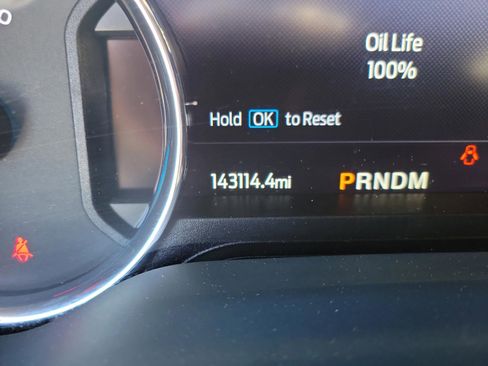 Oil Life
100%
Hold OK to Reset
143114.4mi PRNDM